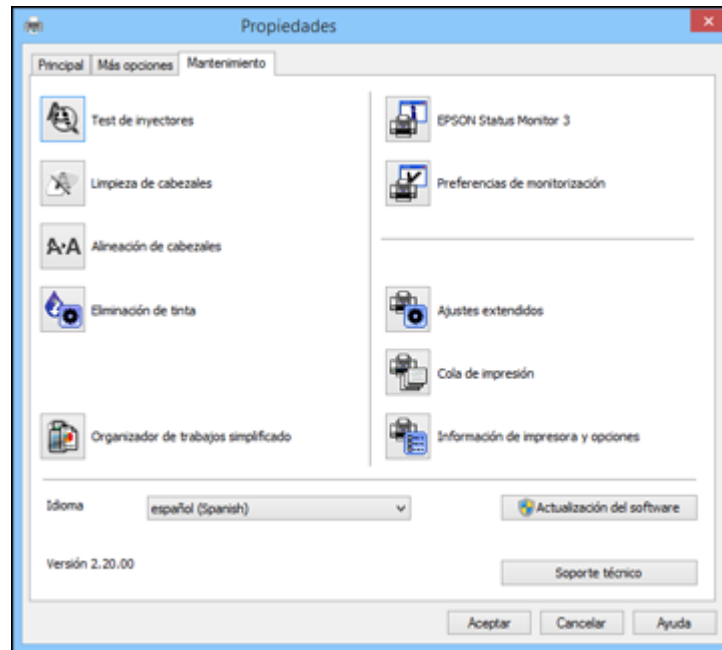 Propiedades
Principal Más opciones Mantenimiento
Test de inyectores
Limpieza de cabezales
A·A Alineación de cabezales
Eliminación de tinta
Organizador de trabajos simplificado
EPSON Status Monitor 3
Preferencias de monitorización
Ajustes extendidos
Cola de impresión
Información de impresora y opciones
Idioma español (Spanish) Actualización del software
Versión 2.20.00 Soporte técnico
Aceptar Cancelar Ayuda